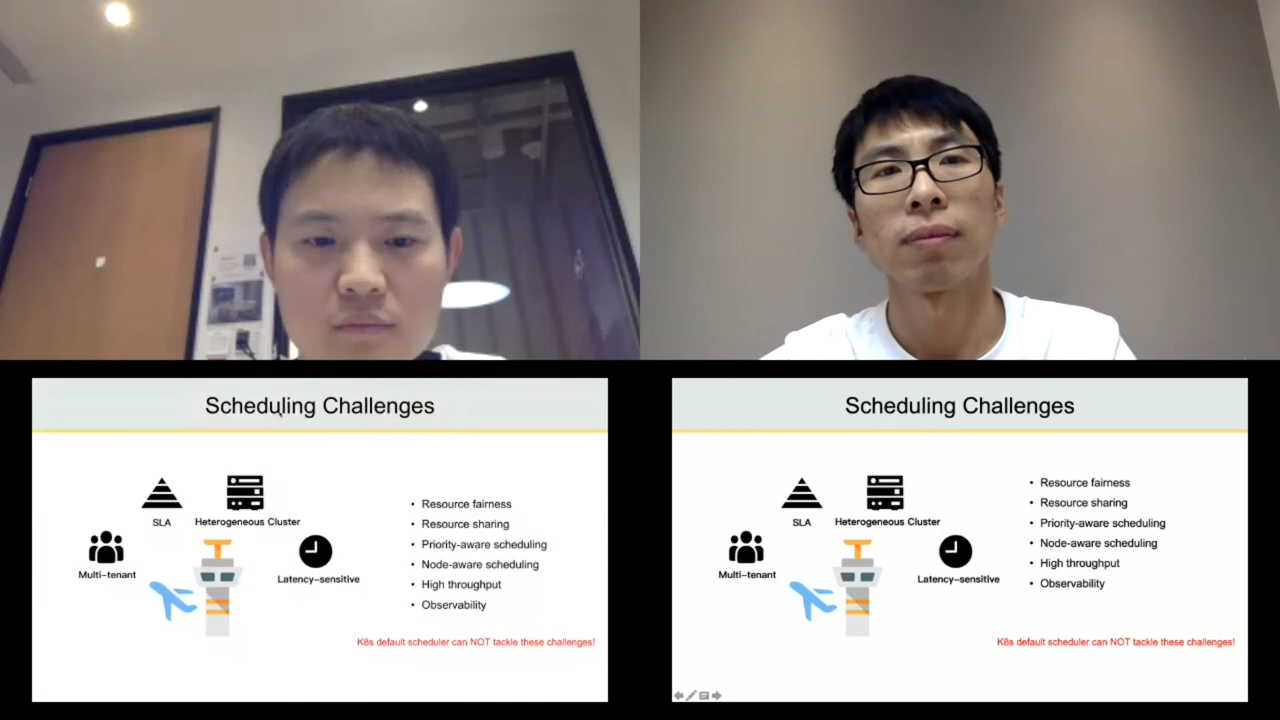 Scheduling Challenges
SLA
Heterogeneous Cluster
Multi-tenant
Latency-sensitive
• Resource fairness
• Resource sharing
• Priority-aware scheduling
• Node-aware scheduling
• High throughput
• Observability
K8s default scheduler can NOT tackle these challenges!
Scheduling Challenges
SLA
Heterogeneous Cluster
Multi-tenant
Latency-sensitive
• Resource fairness
• Resource sharing
• Priority-aware scheduling
• Node-aware scheduling
• High throughput
• Observability
K8s default scheduler can NOT tackle these challenges!